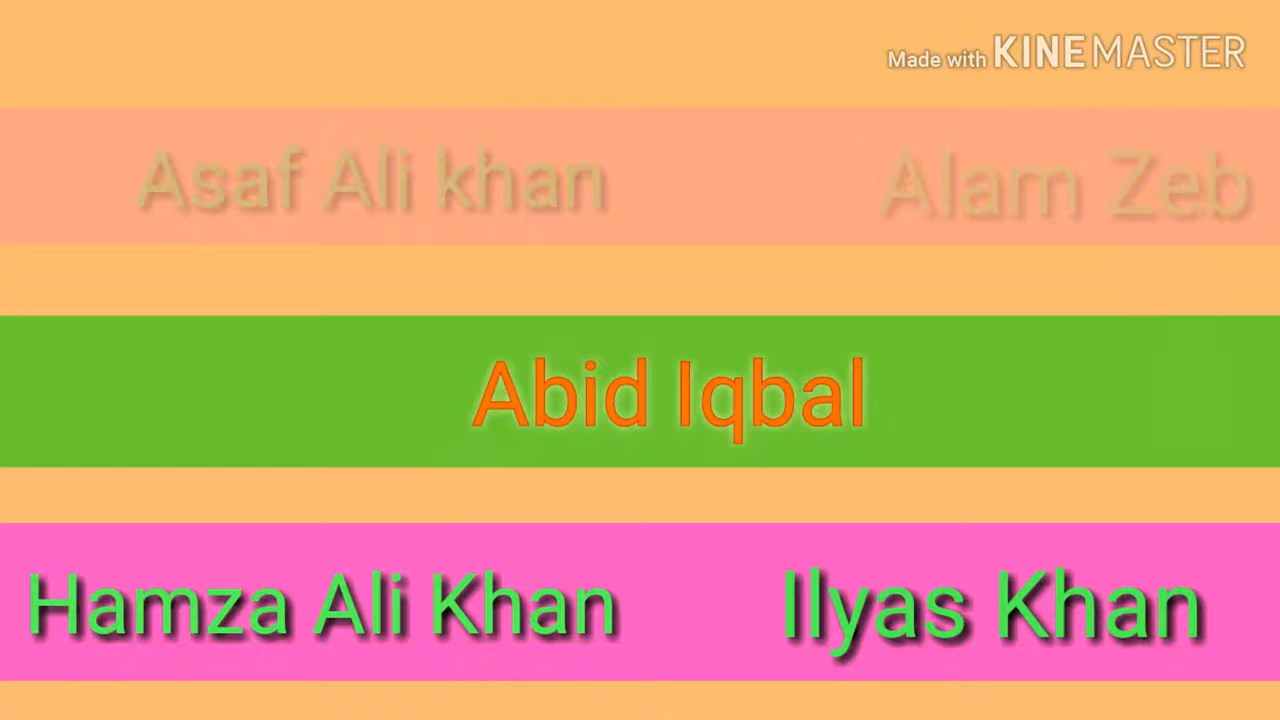 Made with KINEMASTER
Asaf Ali khan Alam Zeb
Abid Iqbal
Hamza Ali Khan Ilyas Khan